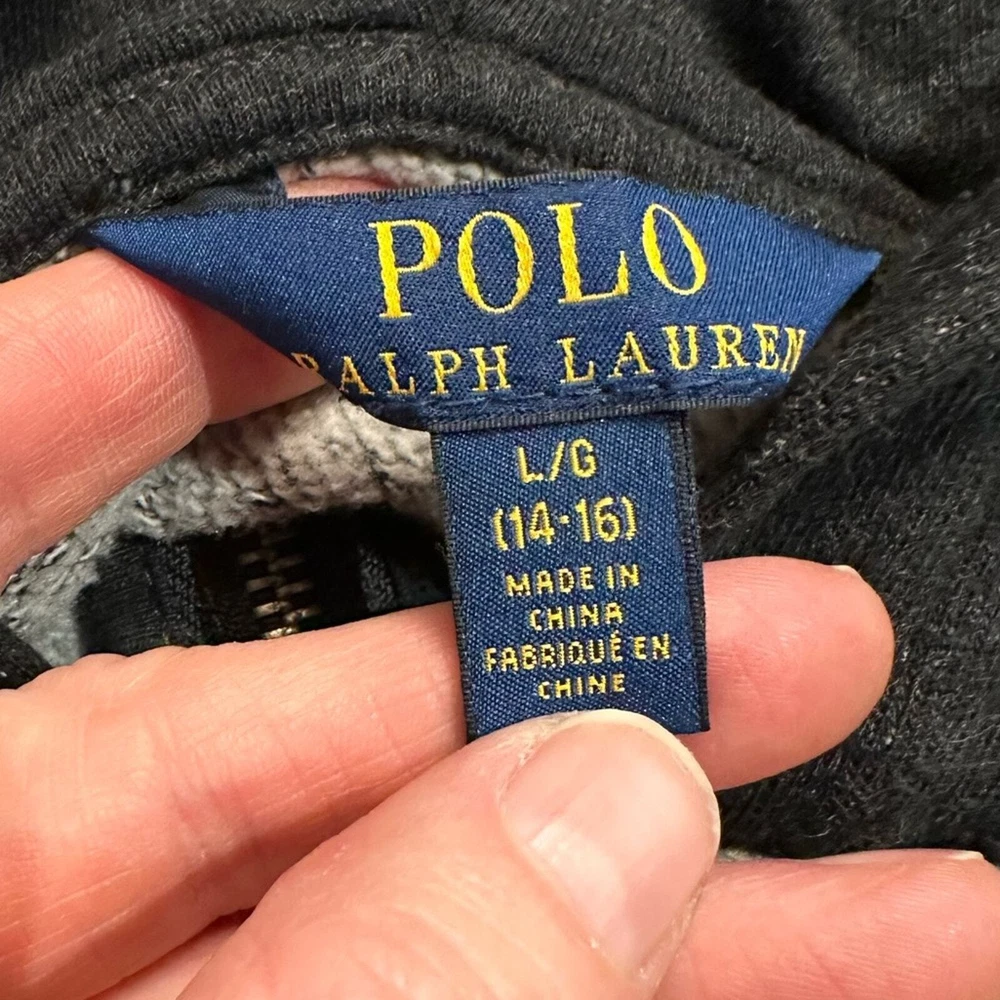 POLO
RALPH LAUREN
L/G
(14-16)
MADE IN
CHINA
FABRIQUÉ EN
CHINE